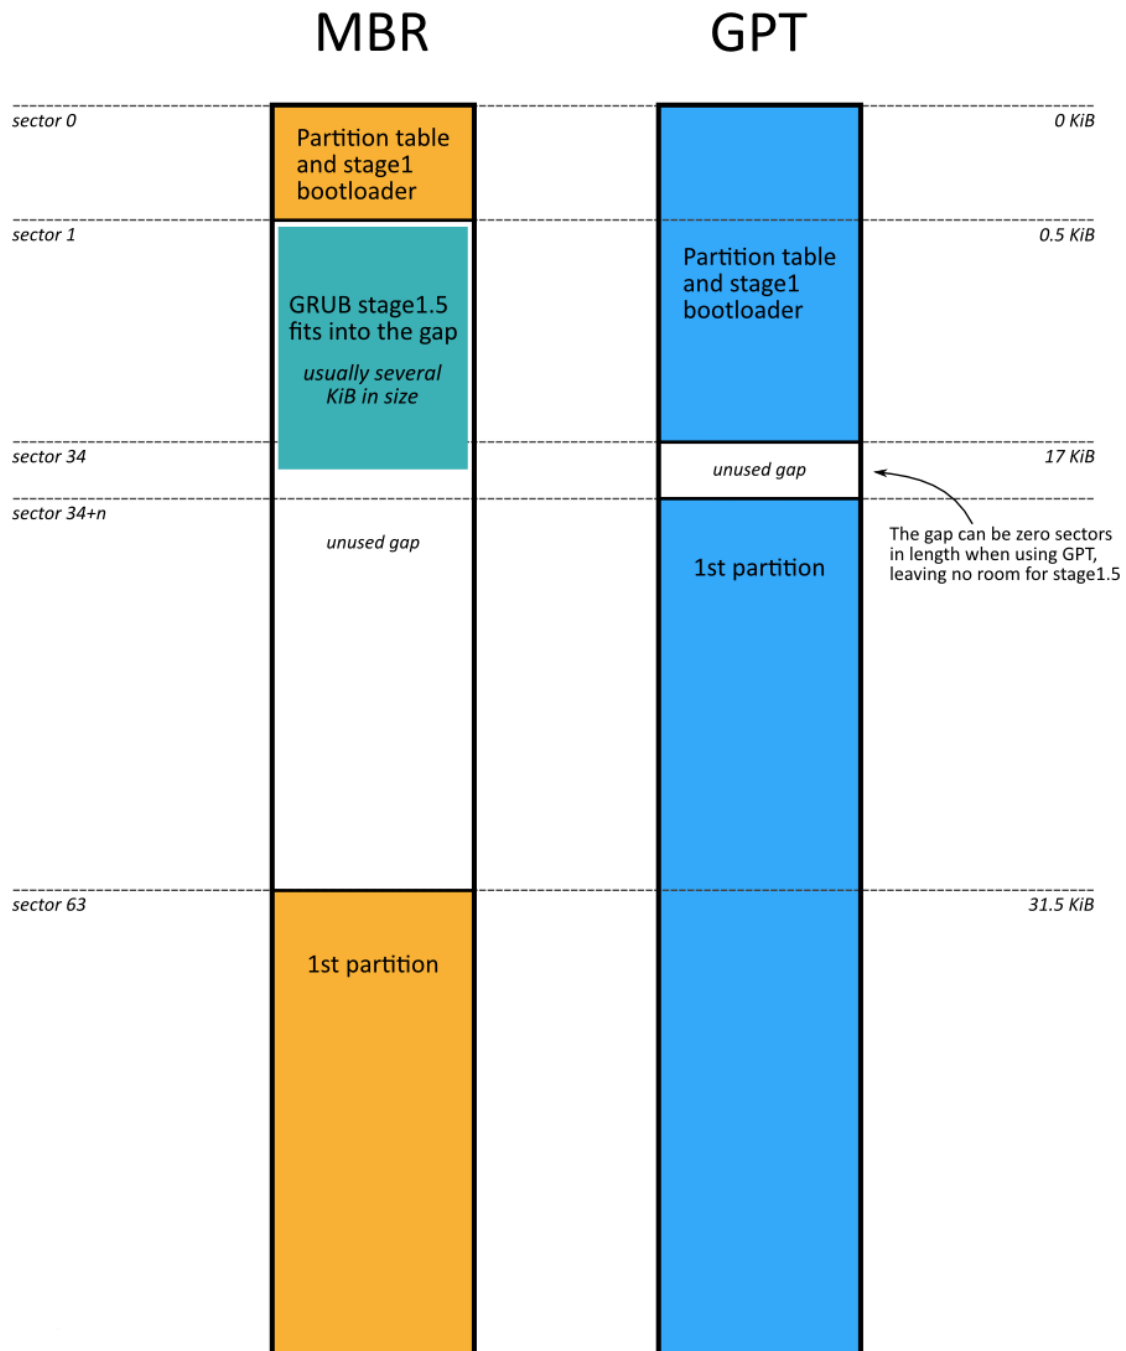 MBR
GPT
sector 0
0 KiB
Partition table
and stage1
bootloader
sector 1
0.5 KiB
Partition table
and stage1
bootloader
GRUB stage1.5
fits into the gap
usually several
KiB in size
sector 34
17 KiB
unused gap
sector 34+n
unused gap
The gap can be zero sectors
in length when using GPT,
leaving no room for stage1.5
1st partition
sector 63
31.5 KiB
1st partition